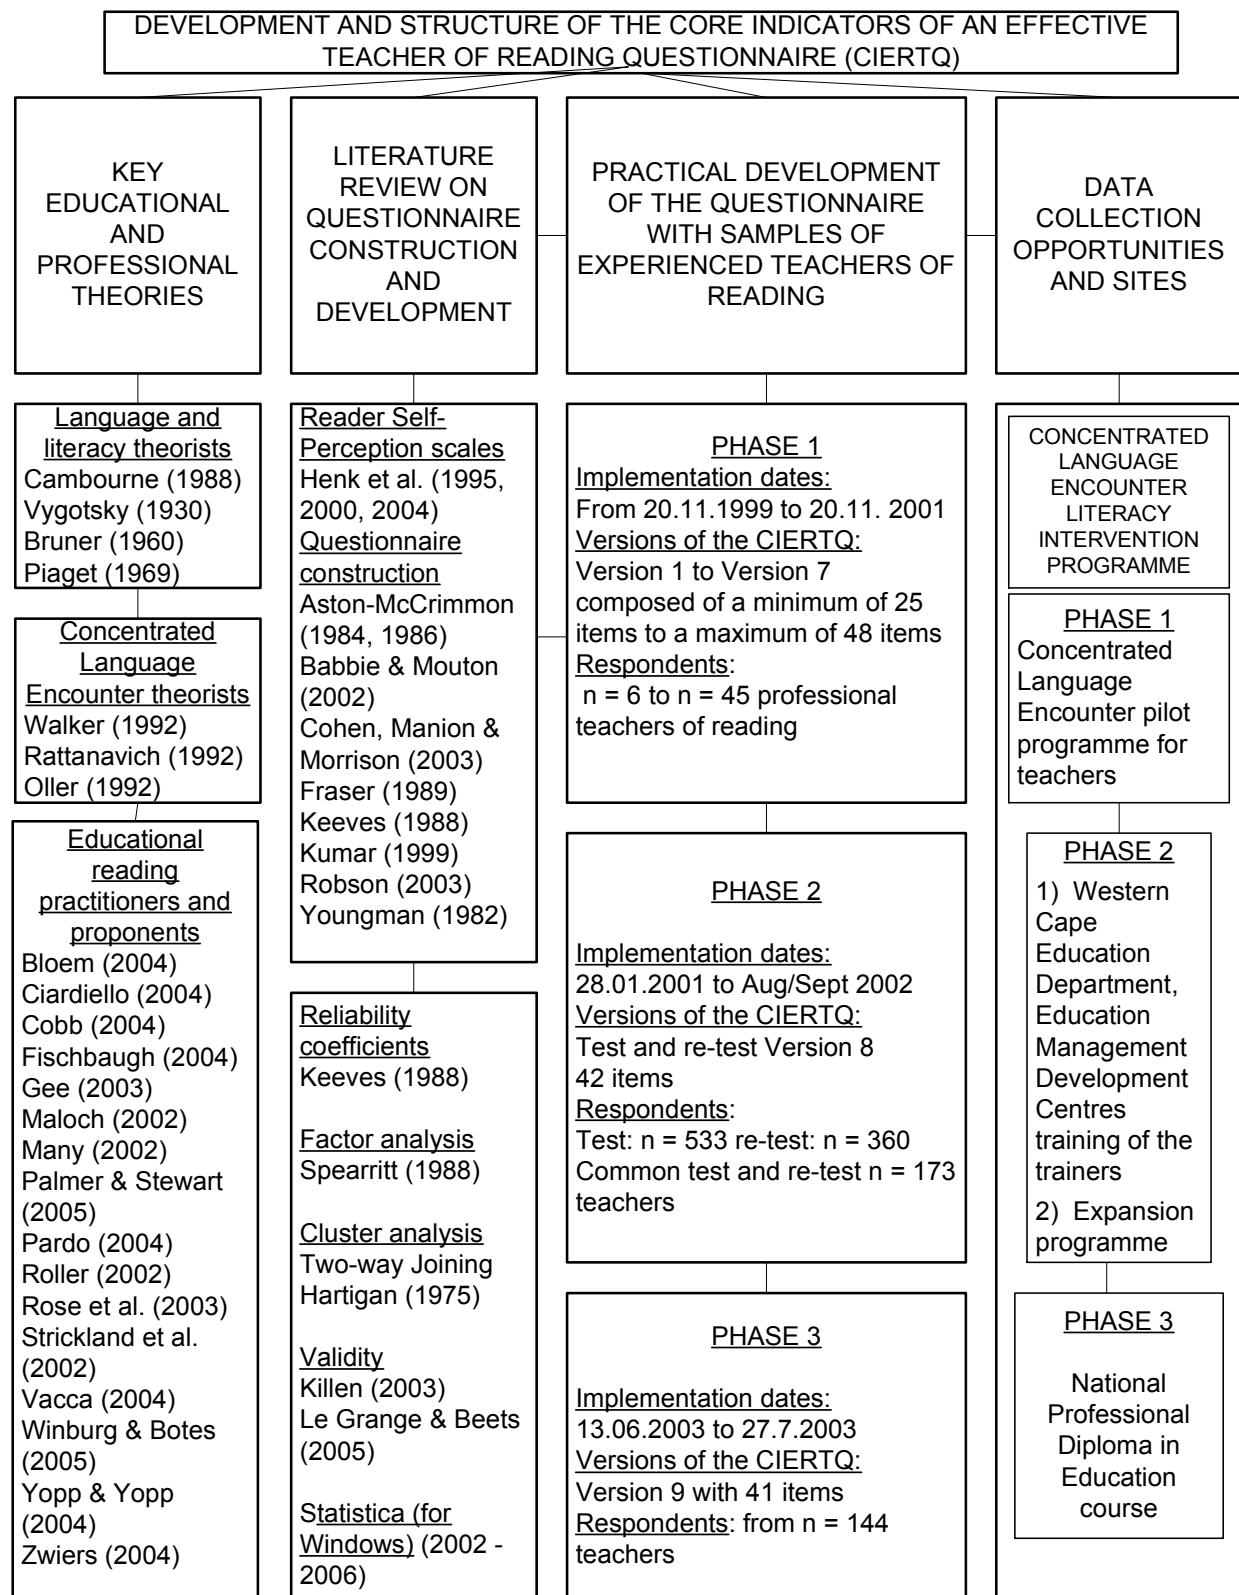 DEVELOPMENT AND STRUCTURE OF THE CORE INDICATORS OF AN EFFECTIVE
TEACHER OF READING QUESTIONNAIRE (CIERTQ)
KEY
EDUCATIONAL
AND
PROFESSIONAL
THEORIES
LITERATURE
REVIEW ON
QUESTIONNAIRE
CONSTRUCTION
AND
DEVELOPMENT
PRACTICAL DEVELOPMENT
OF THE QUESTIONNAIRE
WITH SAMPLES OF
EXPERIENCED TEACHERS OF
READING
DATA
COLLECTION
OPPORTUNITIES
AND SITES
Language and
literacy theorists
Cambourne (1988)
Vygotsky (1930)
Bruner (1960)
Piaget (1969)
Concentrated
Language
Encounter theorists
Walker (1992)
Rattanavich (1992)
Oller (1992)
Educational
reading
practitioners and
proponents
Bloem (2004)
Ciardiello (2004)
Cobb (2004)
Fischbaugh (2004)
Gee (2003)
Maloch (2002)
Many (2002)
Palmer & Stewart
(2005)
Pardo (2004)
Roller (2002)
Rose et al. (2003)
Strickland et al.
(2002)
Vacca (2004)
Winburg & Botes
(2005)
Yopp & Yopp
(2004)
Zwiers (2004)
Reader Self-
Perception scales
Henk et al. (1995,
2000, 2004)
Questionnaire
construction
Aston-McCrimmon
(1984, 1986)
Babbie & Mouton
(2002)
Cohen, Manion &
Morrison (2003)
Fraser (1989)
Keeves (1988)
Kumar (1999)
Robson (2003)
Youngman (1982)
Reliability
coefficients
Keeves (1988)
Factor analysis
Spearritt (1988)
Cluster analysis
Two-way Joining
Hartigan (1975)
Validity
Killen (2003)
Le Grange & Beets
(2005)
Statistica (for
Windows) (2002 -
2006)
PHASE 1
Implementation dates:
From 20.11.1999 to 20.11. 2001
Versions of the CIERTQ:
Version 1 to Version 7
composed of a minimum of 25
items to a maximum of 48 items
Respondents:
n = 6 to n = 45 professional
teachers of reading
PHASE 2
Implementation dates:
28.01.2001 to Aug/Sept 2002
Versions of the CIERTQ:
Test and re-test Version 8
42 items
Respondents:
Test: n = 533 re-test: n = 360
Common test and re-test n = 173
teachers
PHASE 3
Implementation dates:
13.06.2003 to 27.7.2003
Versions of the CIERTQ:
Version 9 with 41 items
Respondents: from n = 144
teachers
CONCENTRATED
LANGUAGE
ENCOUNTER
LITERACY
INTERVENTION
PROGRAMME
PHASE 1
Concentrated
Language
Encounter pilot
programme for
teachers
PHASE 2
1) Western
Cape
Education
Department,
Education
Management
Development
Centres
training of the
trainers
2) Expansion
programme
PHASE 3
National
Professional
Diploma in
Education
course